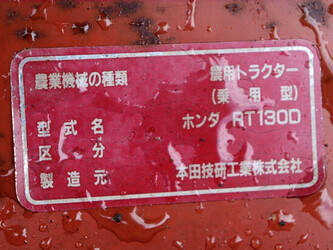 農業機械の種類 農用トラクター
(乗用型)
型式名 ホンダ RT130D
区分
製造元 本田技研工業株式会社